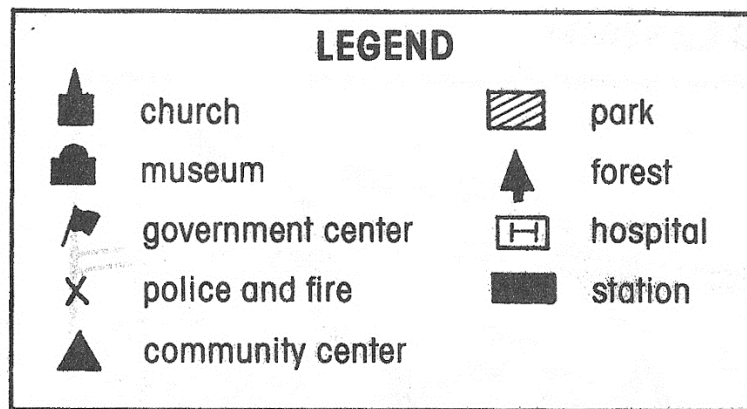 LEGEND
church
museum
government center
police and fire
community center
park
forest
H hospital
station